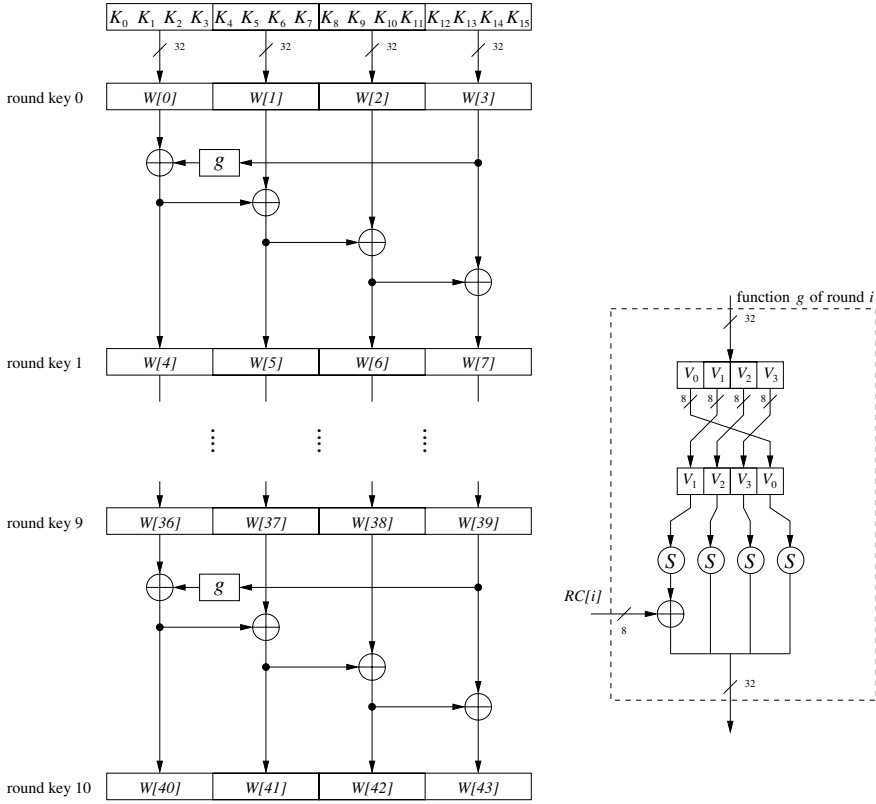 K₀ K₁ K₂ K₃ K₄ K₅ K₆ K₇ K₈ K₉ K₁₀ K₁₁ K₁₂ K₁₃ K₁₄ K₁₅
32 32 32 32
round key 0 W[0] W[1] W[2] W[3]
g
round key 1 W[4] W[5] W[6] W[7]
round key 9 W[36] W[37] W[38] W[39]
g
round key 10 W[40] W[41] W[42] W[43]
function g of round i
32
V₀ V₁ V₂ V₃
8 8 8 8
V₁ V₂ V₃ V₀
S S S S
RC[i]
8
32